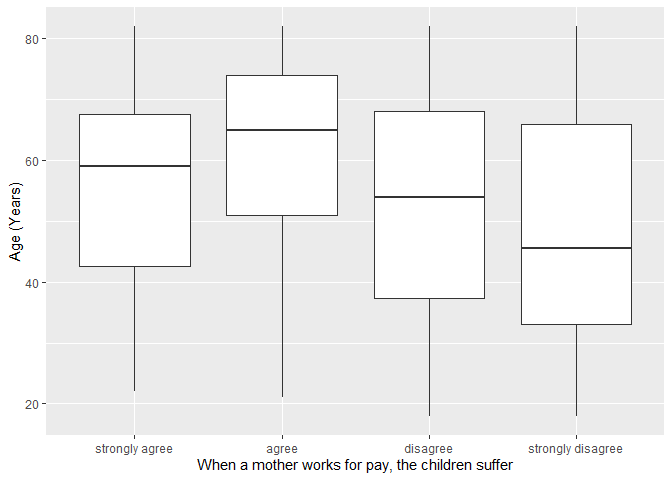 80
60
40
20
Age (Years)
strongly agree agree disagree strongly disagree
When a mother works for pay, the children suffer